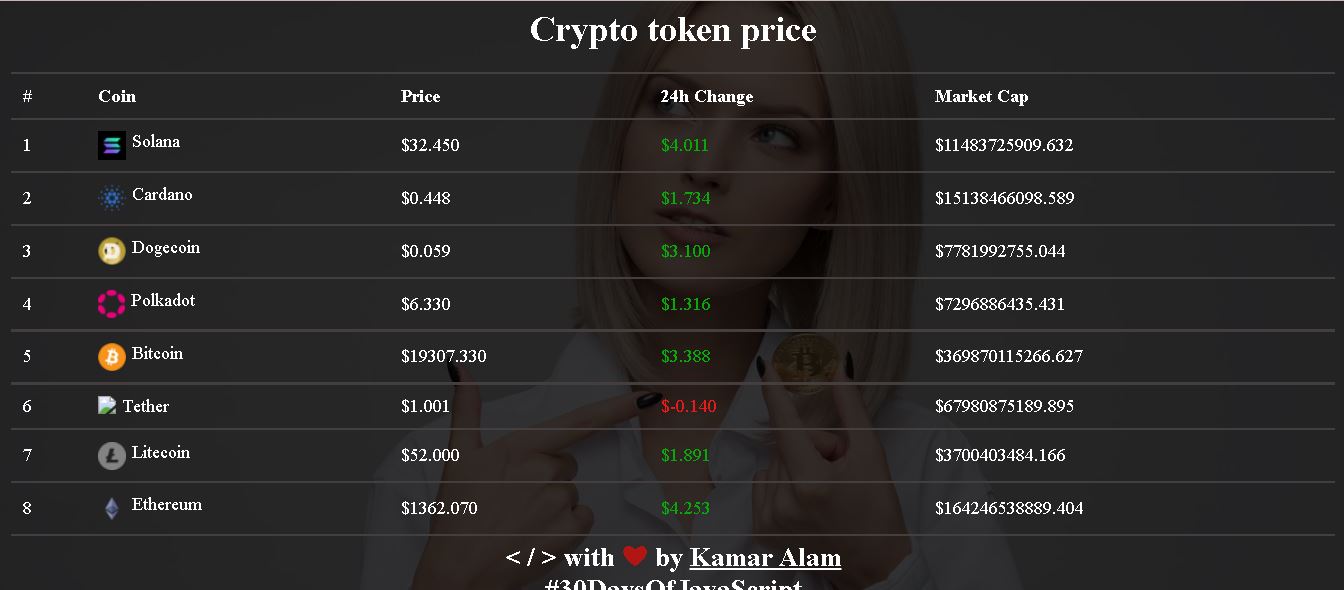 Crypto token price
# Coin Price 24h Change Market Cap
1 Solana $32.450 $4.011 $11483725909.632
2 Cardano $0.448 $1.734 $15138466098.589
3 Dogecoin $0.059 $3.100 $7781992755.044
4 Polkadot $6.330 $1.316 $7296886435.431
5 Bitcoin $19307.330 $3.388 $369870115266.627
6 Tether $1.001 $-0.140 $67980875189.895
7 Litecoin $52.000 $1.891 $3700403484.166
8 Ethereum $1362.070 $4.253 $164246538889.404
< / > with ❤ by Kamar Alam
#30DaysOfJavaScript